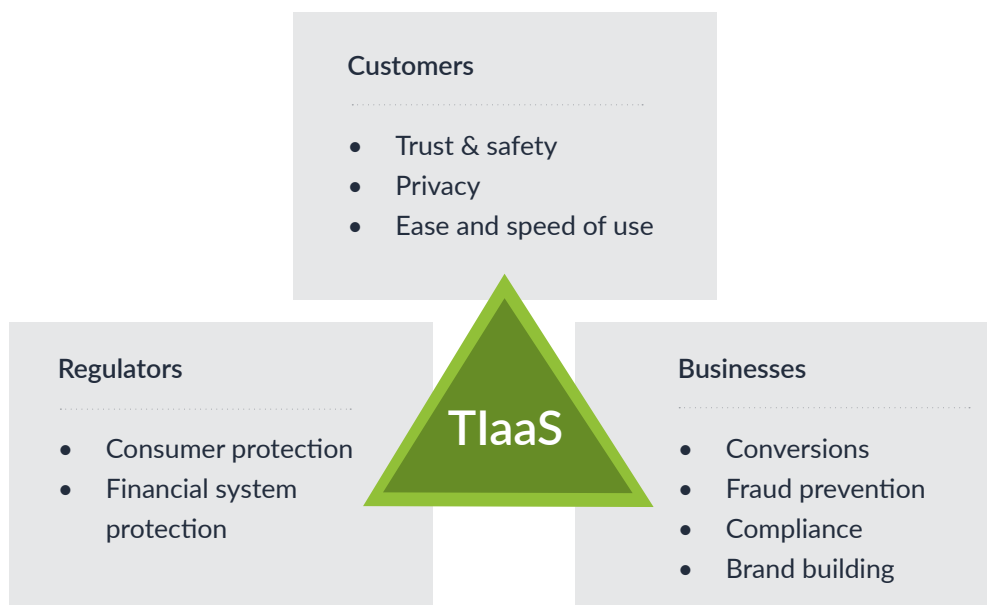 Customers
• Trust & safety
• Privacy
• Ease and speed of use
Regulators
• Consumer protection
• Financial system
protection
TIaaS
Businesses
• Conversions
• Fraud prevention
• Compliance
• Brand building